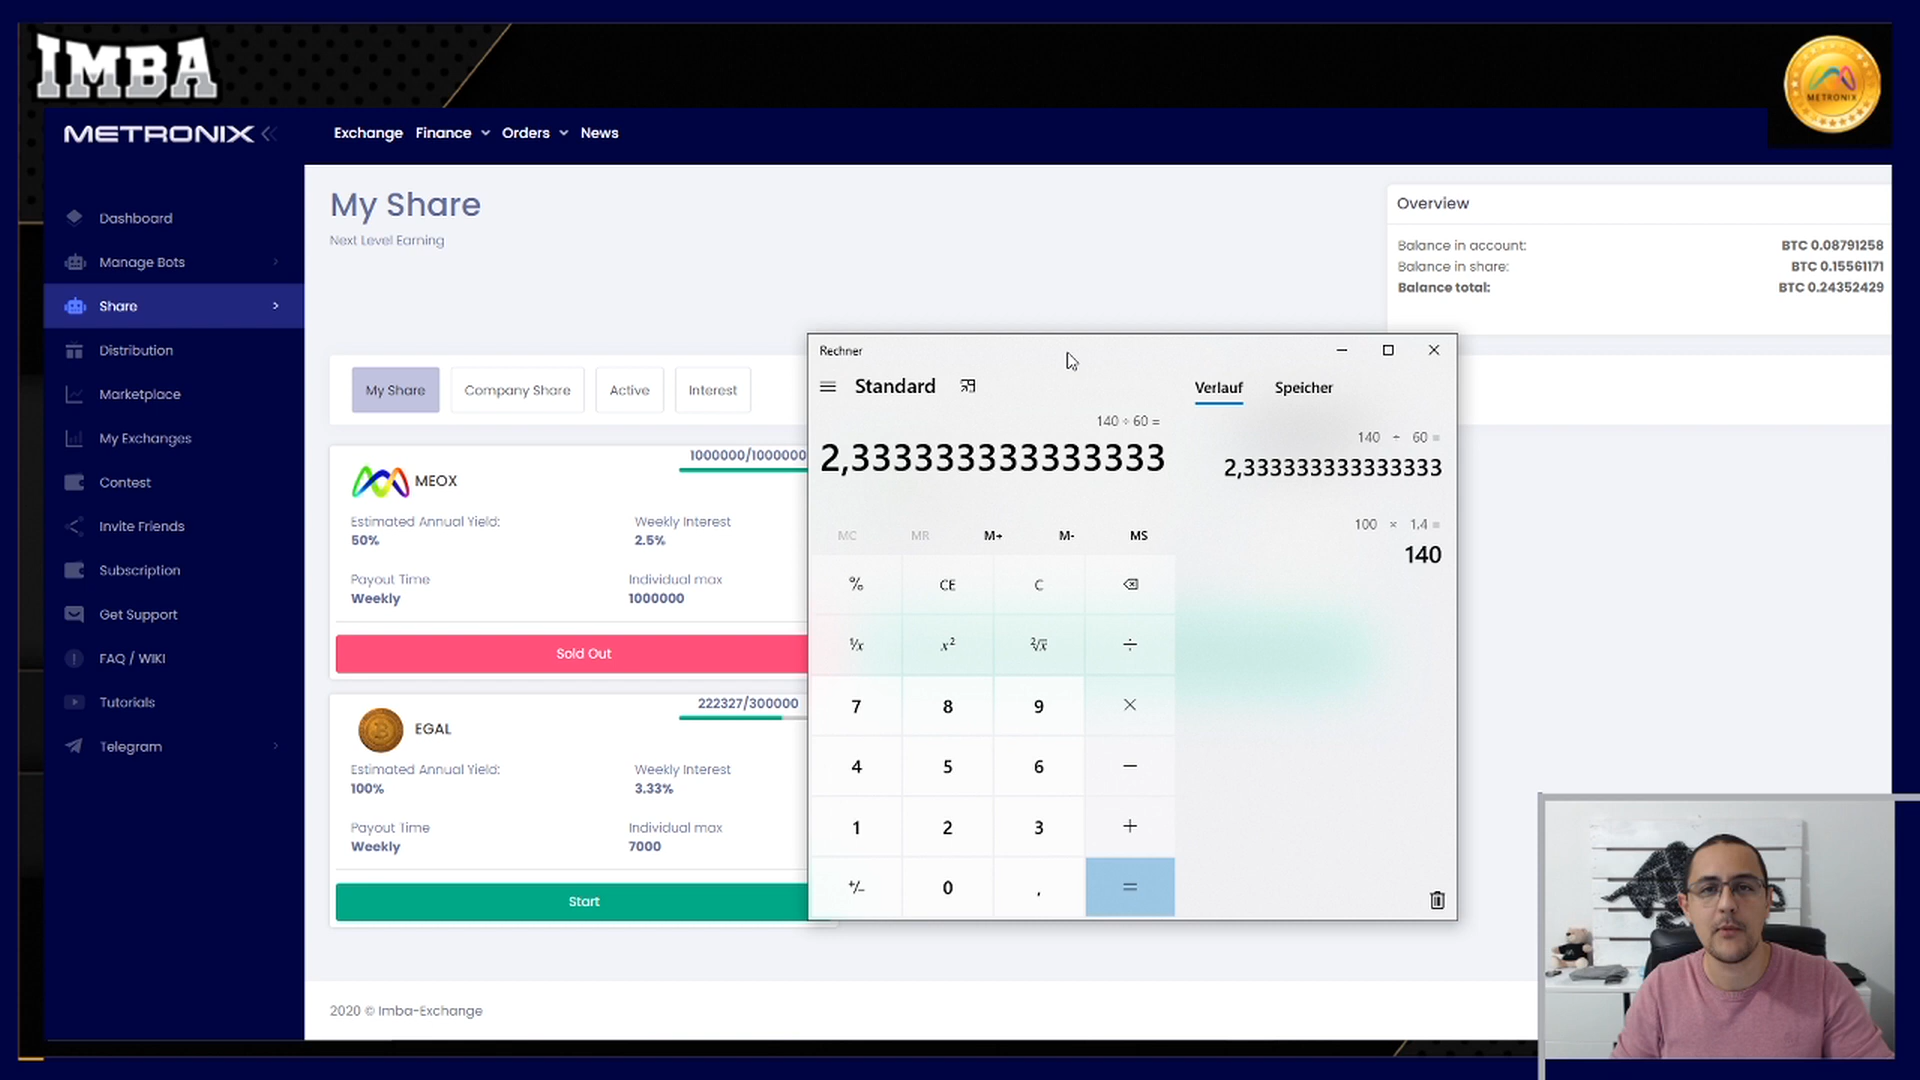 IMBA
METRONIX
METRONIX
Exchange Finance Orders News
Dashboard
Manage Bots
Share
Distribution
Marketplace
My Exchanges
Contest
Invite Friends
Subscription
Get Support
FAQ / WIKI
Tutorials
Telegram
My Share
Next Level Earning
Overview
Balance in account: BTC 0.08791258
Balance in share: BTC 0.15561171
Balance total: BTC 0.24352429
My Share Company Share Active Interest
1000000/1000000
MEOX
Estimated Annual Yield: Weekly Interest
50% 2.5%
Payout Time Individual max
Weekly 1000000
Sold Out
222327/300000
EGAL
Estimated Annual Yield: Weekly Interest
100% 3.33%
Payout Time Individual max
Weekly 7000
Start
2020 © Imba-Exchange
Rechner
Standard
Verlauf Speicher
140 ÷ 60 =
2,333333333333333
MC MR M+ M- MS
% CE C
⅟x x² ²√x ÷
7 8 9 ×
4 5 6 −
1 2 3 +
+/− 0 , =
140 ÷ 60 =
2,333333333333333
100 × 1,4 =
140